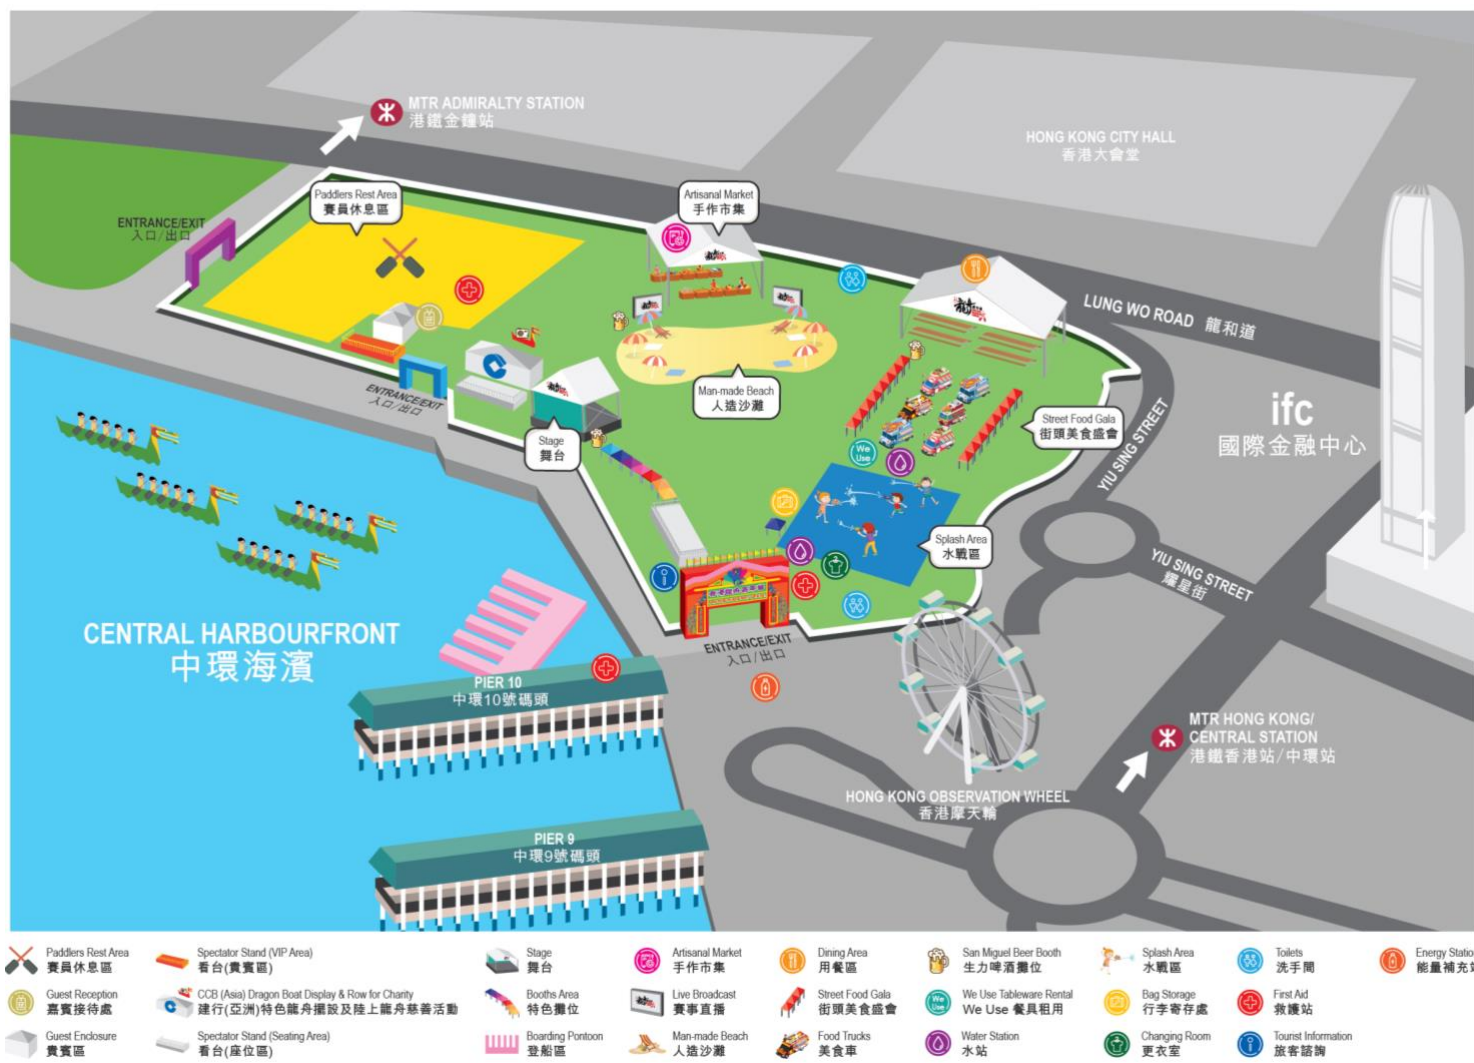 MTR ADMIRALTY STATION
港鐵金鐘站
HONG KONG CITY HALL
香港大會堂
Paddlers Rest Area
賽員休息區
Artisanal Market
手作市集
ENTRANCE/EXIT
入口/出口
LUNG WO ROAD 龍和道
ENTRANCE/EXIT
入口/出口
Man-made Beach
人造沙灘
Stage
舞台
Street Food Gala
街頭美食盛會
ifc
國際金融中心
YIU SING STREET
We
Use
Splash Area
水戰區
YIU SING STREET
耀星街
CENTRAL HARBOURFRONT
中環海濱
ENTRANCE/EXIT
入口/出口
PIER 10
中環10號碼頭
MTR HONG KONG/
CENTRAL STATION
港鐵香港站/中環站
HONG KONG OBSERVATION WHEEL
香港摩天輪
PIER 9
中環9號碼頭
Paddlers Rest Area
賽員休息區
Spectator Stand (VIP Area)
看台(貴賓區)
Stage
舞台
Artisanal Market
手作市集
Dining Area
用餐區
San Miguel Beer Booth
生力啤酒攤位
Splash Area
水戰區
Toilets
洗手間
Energy Statio
能量補充
Guest Reception
嘉賓接待處
CCB (Asia) Dragon Boat Display & Row for Charity
建行(亞洲)特色龍舟擺設及陸上龍舟慈善活動
Booths Area
特色攤位
Live Broadcast
賽事直播
Street Food Gala
街頭美食盛會
We
Use
We Use Tableware Rental
We Use 餐具租用
Bag Storage
行李寄存處
First Aid
救護站
Guest Enclosure
貴賓區
Spectator Stand (Seating Area)
看台(座位區)
Boarding Pontoon
登船區
Man-made Beach
人造沙灘
Food Trucks
美食車
Water Station
水站
Changing Room
更衣室
Tourist Information
旅客諮詢